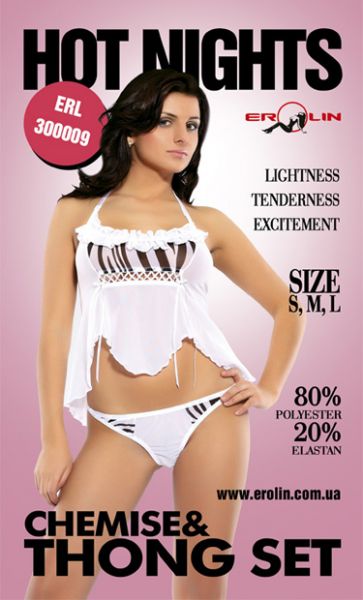 HOT NIGHTS
ERL
300009
EROLIN
LIGHTNESS
TENDERNESS
EXCITEMENT
SIZE
S, M, L
80%
POLYESTER
20%
ELASTAN
www.erolin.com.ua
CHEMISE&
THONG SET